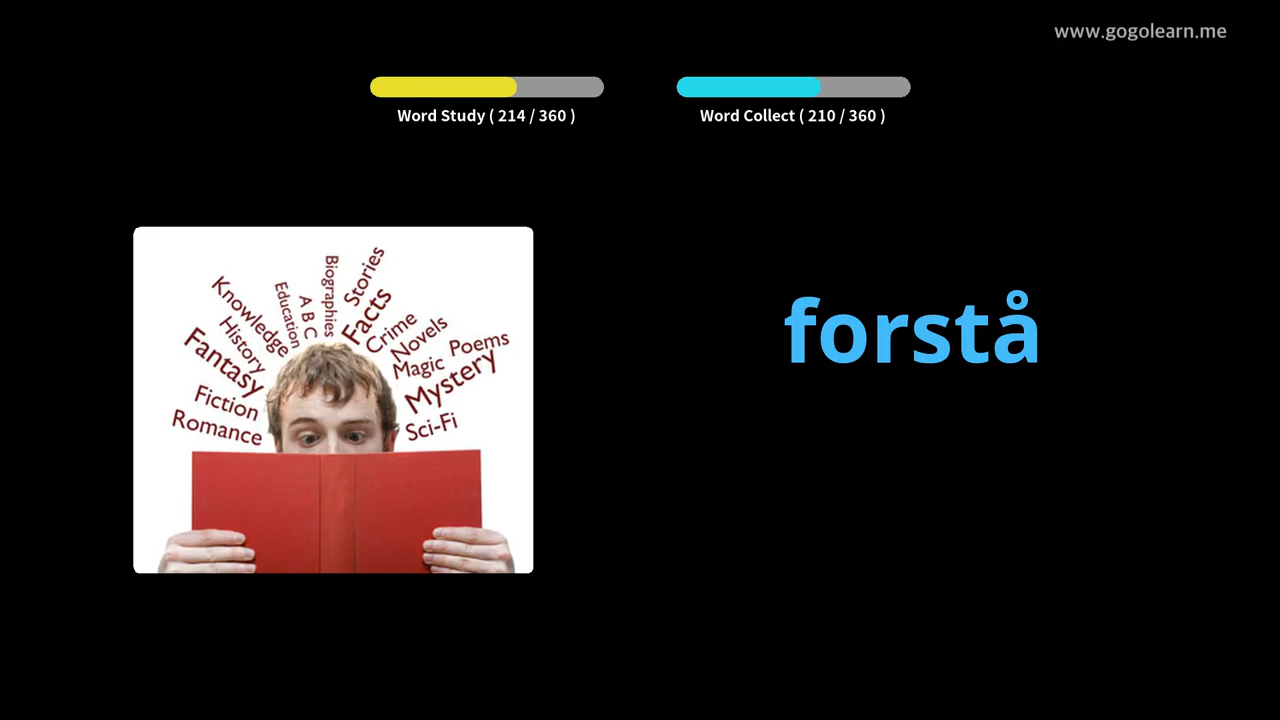 www.gogolearn.me
Word Study ( 214 / 360 )
Word Collect ( 210 / 360 )
Romance
Fiction
Fantasy
History
Knowledge
Education
A B C
Biographies
Stories
Facts
Crime
Novels
Magic
Poems
Mystery
Sci-Fi
forstå